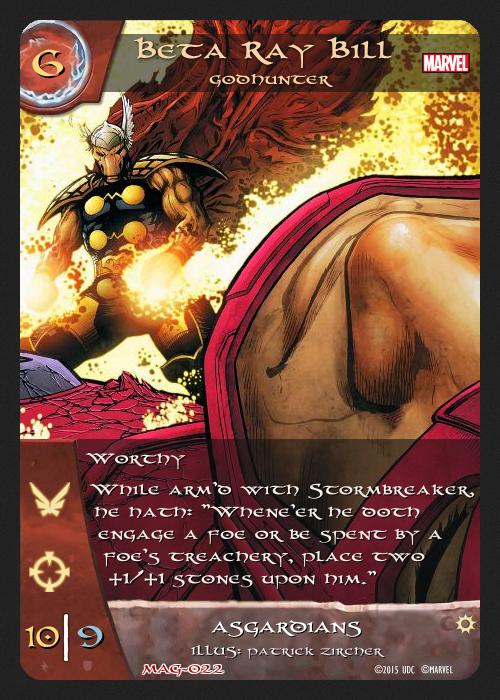 6
Beta Ray Bill
MARVEL
Godhunter
Worthy
While arm'd with Stormbreaker,
he hath: "Whene'er he doth
engage a foe or be spent by a
foe's treachery, place two
+1/+1 stones upon him."
10 | 9
Asgardians
Illus: Patrick Zircher
MAG-022
©2015 UDC ©MARVEL